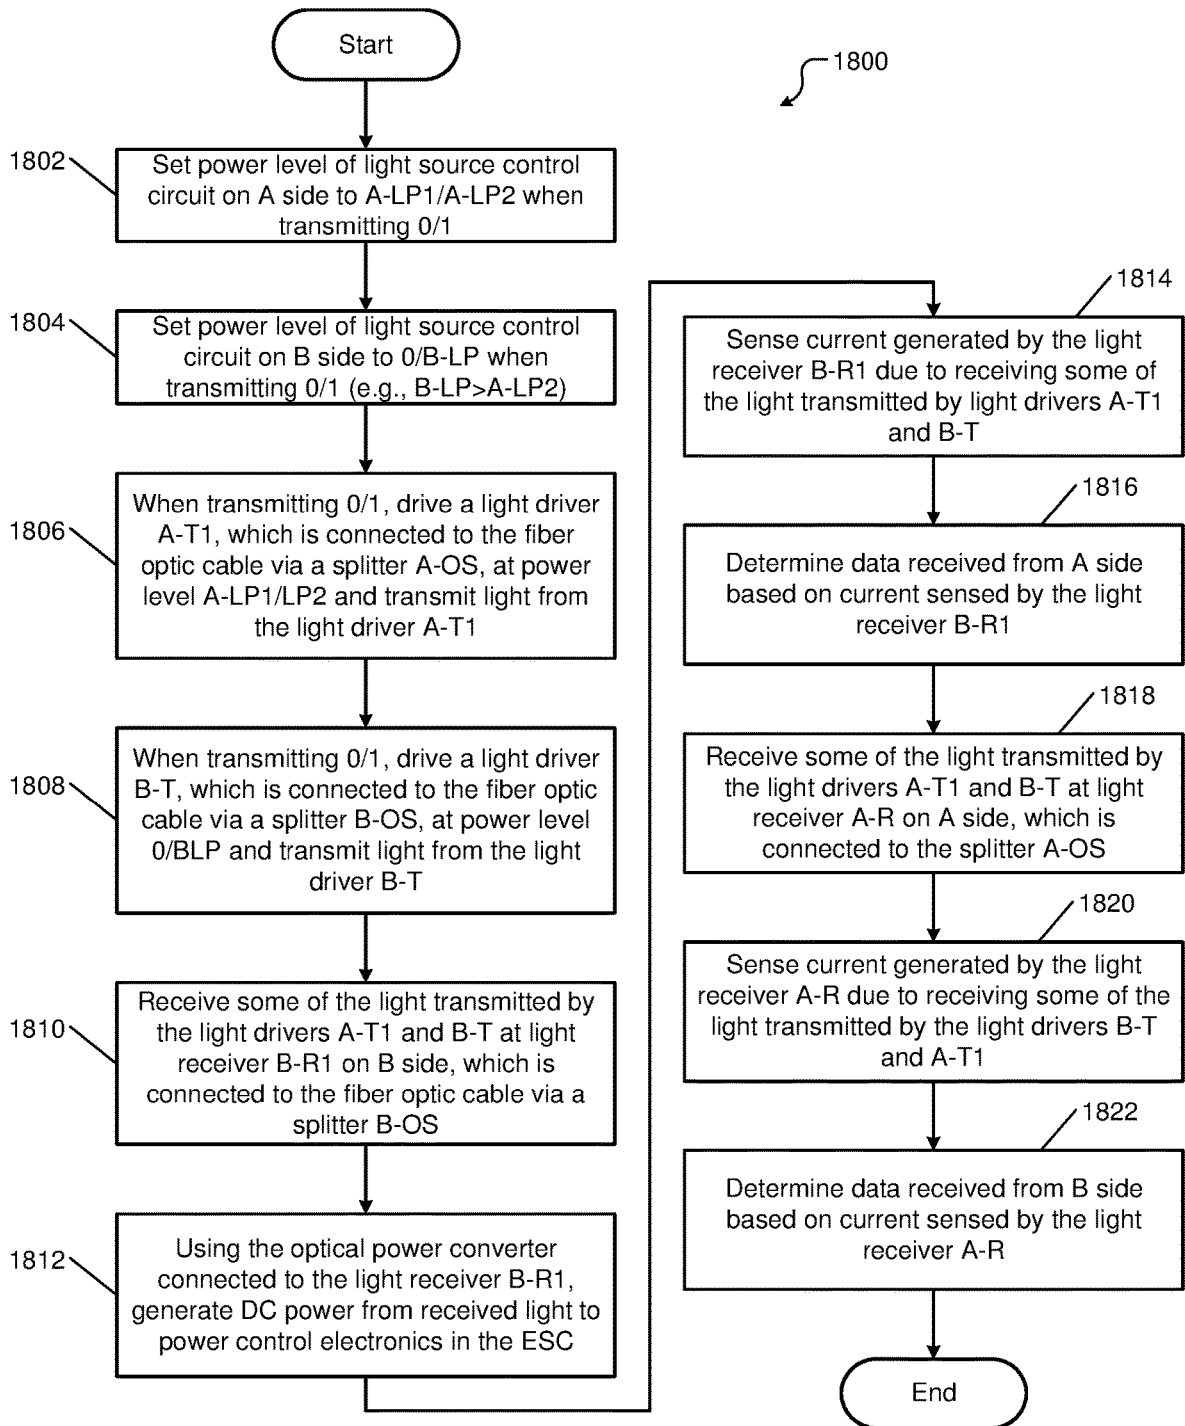 Start
1800
1802
Set power level of light source control
circuit on A side to A-LP1/A-LP2 when
transmitting 0/1
1804
Set power level of light source control
circuit on B side to 0/B-LP when
transmitting 0/1 (e.g., B-LP>A-LP2)
1806
When transmitting 0/1, drive a light driver
A-T1, which is connected to the fiber
optic cable via a splitter A-OS, at power
level A-LP1/LP2 and transmit light from
the light driver A-T1
1808
When transmitting 0/1, drive a light driver
B-T, which is connected to the fiber optic
cable via a splitter B-OS, at power level
0/BLP and transmit light from the light
driver B-T
1810
Receive some of the light transmitted by
the light drivers A-T1 and B-T at light
receiver B-R1 on B side, which is
connected to the fiber optic cable via a
splitter B-OS
1812
Using the optical power converter
connected to the light receiver B-R1,
generate DC power from received light to
power control electronics in the ESC
1814
Sense current generated by the light
receiver B-R1 due to receiving some of
the light transmitted by light drivers A-T1
and B-T
1816
Determine data received from A side
based on current sensed by the light
receiver B-R1
1818
Receive some of the light transmitted by
the light drivers A-T1 and B-T at light
receiver A-R on A side, which is
connected to the splitter A-OS
1820
Sense current generated by the light
receiver A-R due to receiving some of the
light transmitted by the light drivers B-T
and A-T1
1822
Determine data received from B side
based on current sensed by the light
receiver A-R
End